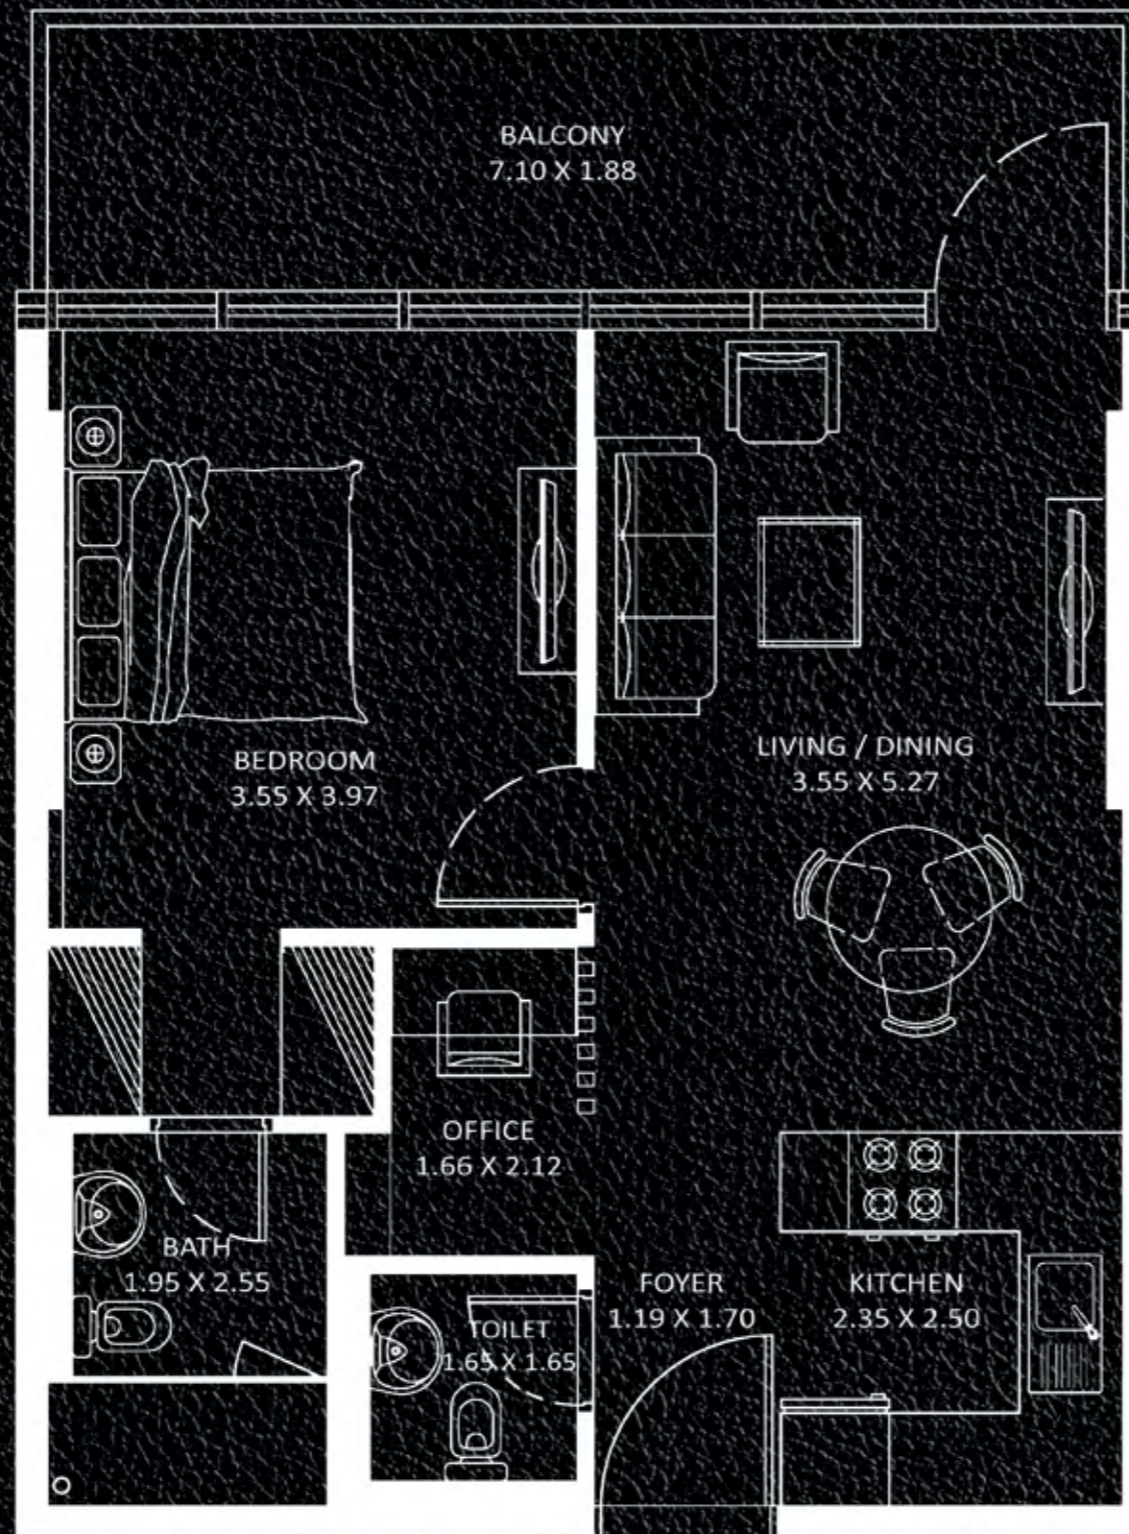 BALCONY
7.10 X 1.88
BEDROOM
3.55 X 3.97
LIVING / DINING
3.55 X 5.27
OFFICE
1.66 X 2.12
BATH
1.95 X 2.55
FOYER
1.19 X 1.70
KITCHEN
2.35 X 2.50
TOILET
1.65 X 1.65